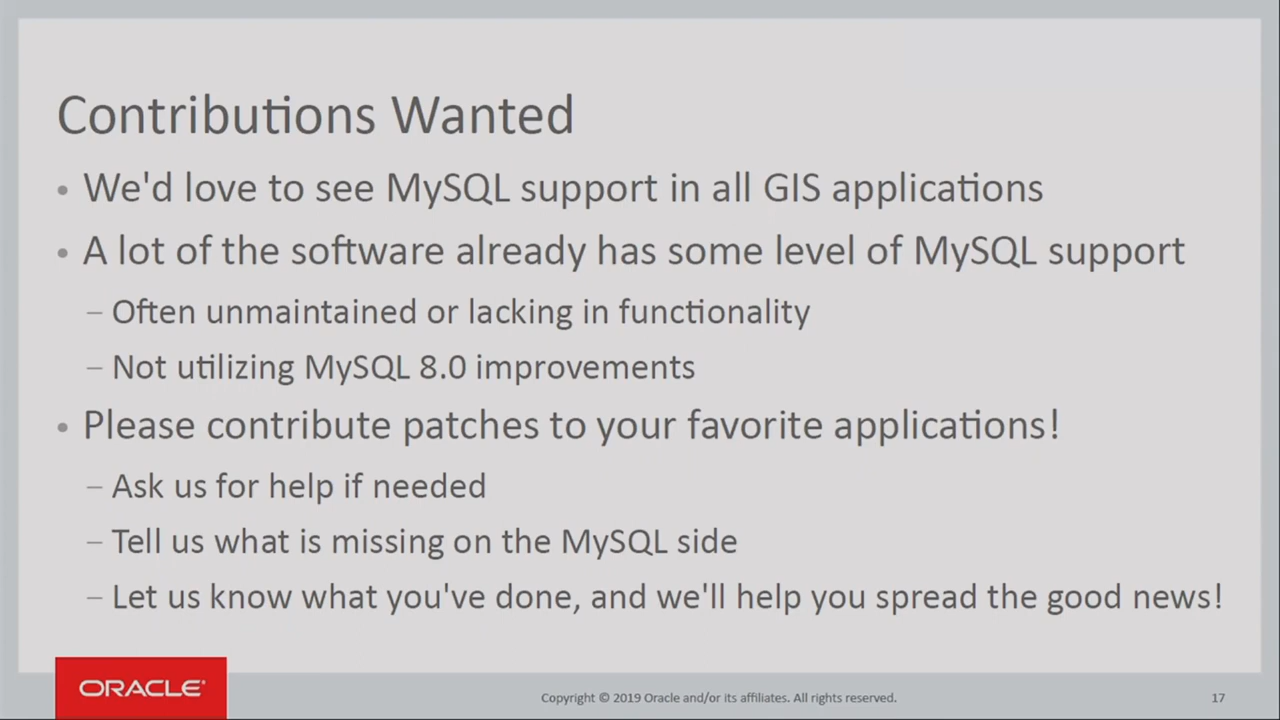 Contributions Wanted
• We'd love to see MySQL support in all GIS applications
• A lot of the software already has some level of MySQL support
– Often unmaintained or lacking in functionality
– Not utilizing MySQL 8.0 improvements
• Please contribute patches to your favorite applications!
– Ask us for help if needed
– Tell us what is missing on the MySQL side
– Let us know what you've done, and we'll help you spread the good news!
ORACLE®
Copyright © 2019 Oracle and/or its affiliates. All rights reserved.
17